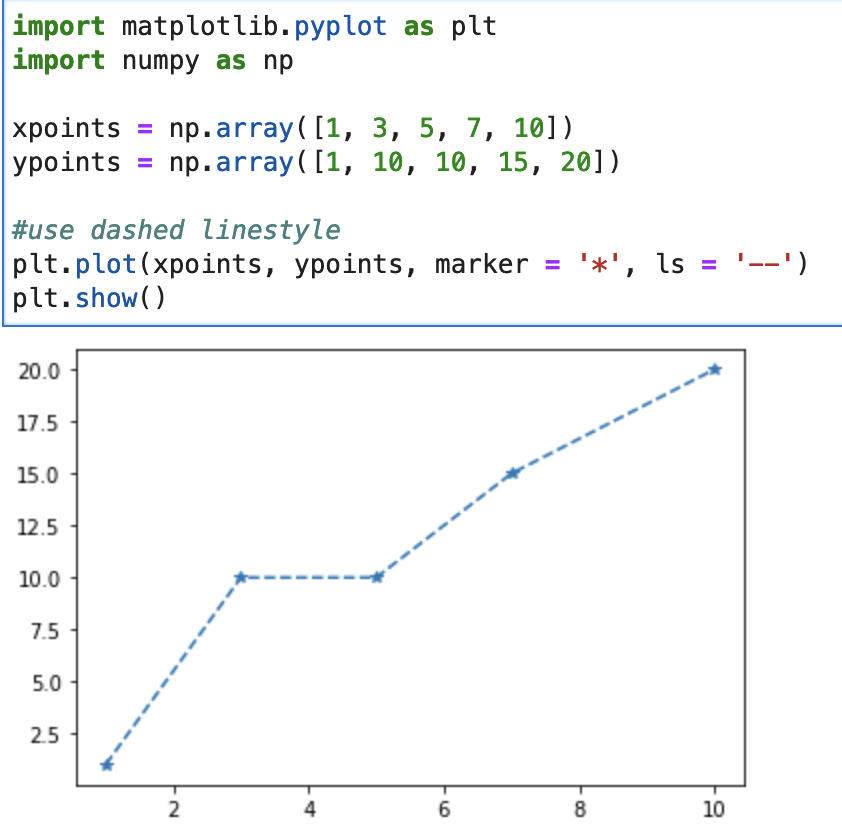 import matplotlib.pyplot as plt
import numpy as np
xpoints = np.array([1, 3, 5, 7, 10])
ypoints = np.array([1, 10, 10, 15, 20])
#use dashed linestyle
plt.plot(xpoints, ypoints, marker = '*', ls = '--')
plt.show()
20.0
17.5
15.0
12.5
10.0
7.5
5.0
2.5
2 4 6 8 10